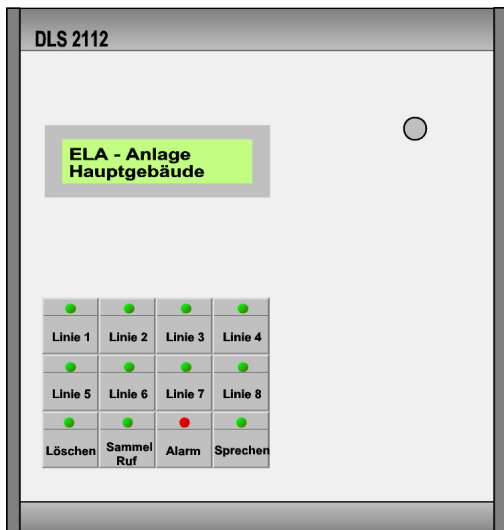 DLS 2112
ELA - Anlage
Hauptgebäude
Linie 1 Linie 2 Linie 3 Linie 4
Linie 5 Linie 6 Linie 7 Linie 8
Löschen Sammel Ruf Alarm Sprechen